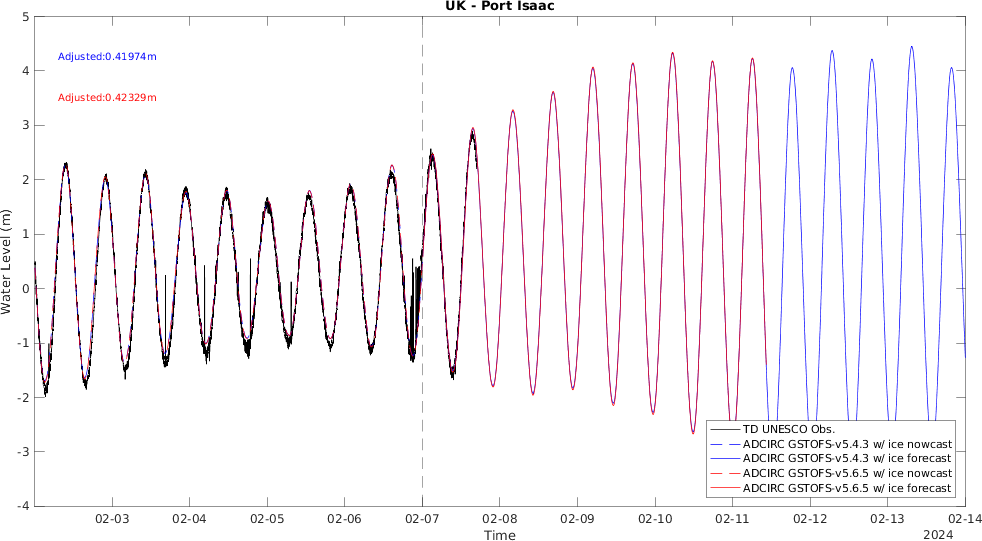 UK - Port Isaac
5
4
3
2
1
0
-1
-2
-3
-4
Water Level (m)
Adjusted:0.41974m
Adjusted:0.42329m
TD UNESCO Obs.
ADCIRC GSTOFS-v5.4.3 w/ ice nowcast
ADCIRC GSTOFS-v5.4.3 w/ ice forecast
ADCIRC GSTOFS-v5.6.5 w/ ice nowcast
ADCIRC GSTOFS-v5.6.5 w/ ice forecast
02-03 02-04 02-05 02-06 02-07 02-08 02-09 02-10 02-11 02-12 02-13 02-14
Time
2024